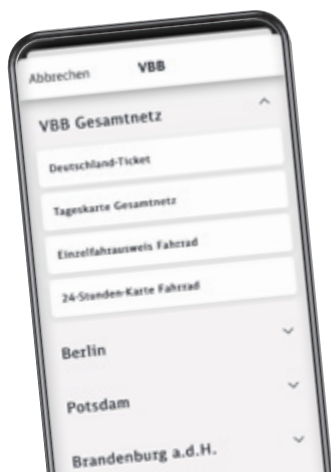 Abbrechen VBB
VBB Gesamtnetz
Deutschland-Ticket
Tageskarte Gesamtnetz
Einzelfahrausweis Fahrrad
24-Stunden-Karte Fahrrad
Berlin
Potsdam
Brandenburg a.d.H.